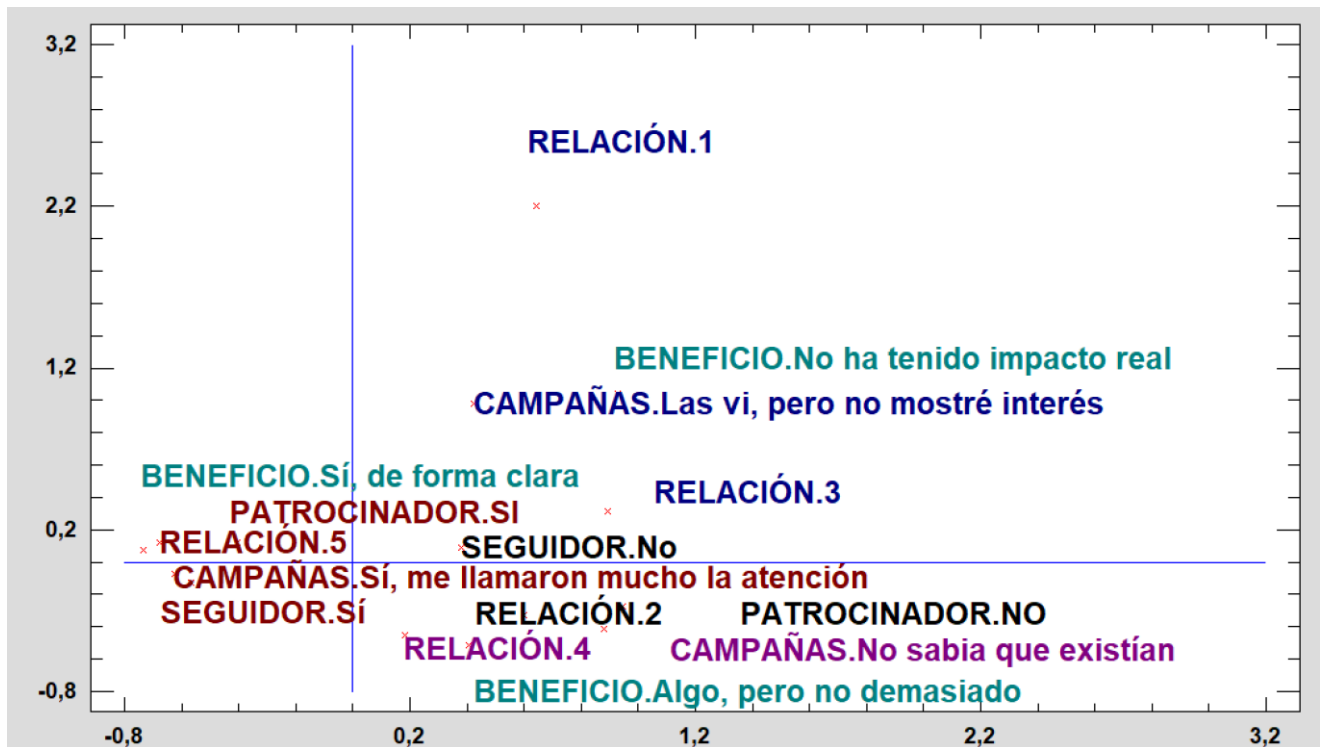 3,2
RELACIÓN.1
2,2
1,2
BENEFICIO.No ha tenido impacto real
CAMPAÑAS.Las vi, pero no mostré interés
BENEFICIO.Sí, de forma clara
RELACIÓN.3
PATROCINADOR.SI
0,2
RELACIÓN.5
SEGUIDOR.No
CAMPAÑAS.Sí, me llamaron mucho la atención
SEGUIDOR.Sí
RELACIÓN.2
PATROCINADOR.NO
RELACIÓN.4
CAMPAÑAS.No sabia que existían
-0,8
BENEFICIO.Algo, pero no demasiado
-0,8 0,2 1,2 2,2 3,2